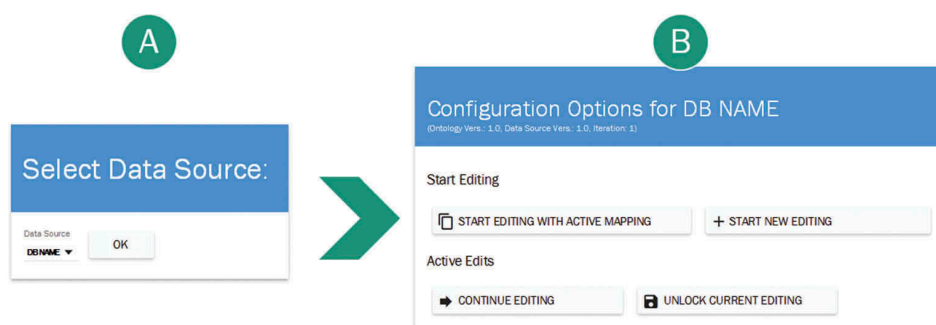 A
B
Select Data Source:
Data Source
DB NAME
OK
Configuration Options for DB NAME
(Ontology Vers.: 1.0, Data Source Vers.: 1.0, Iteration: 1)
Start Editing
START EDITING WITH ACTIVE MAPPING
+ START NEW EDITING
Active Edits
CONTINUE EDITING
UNLOCK CURRENT EDITING